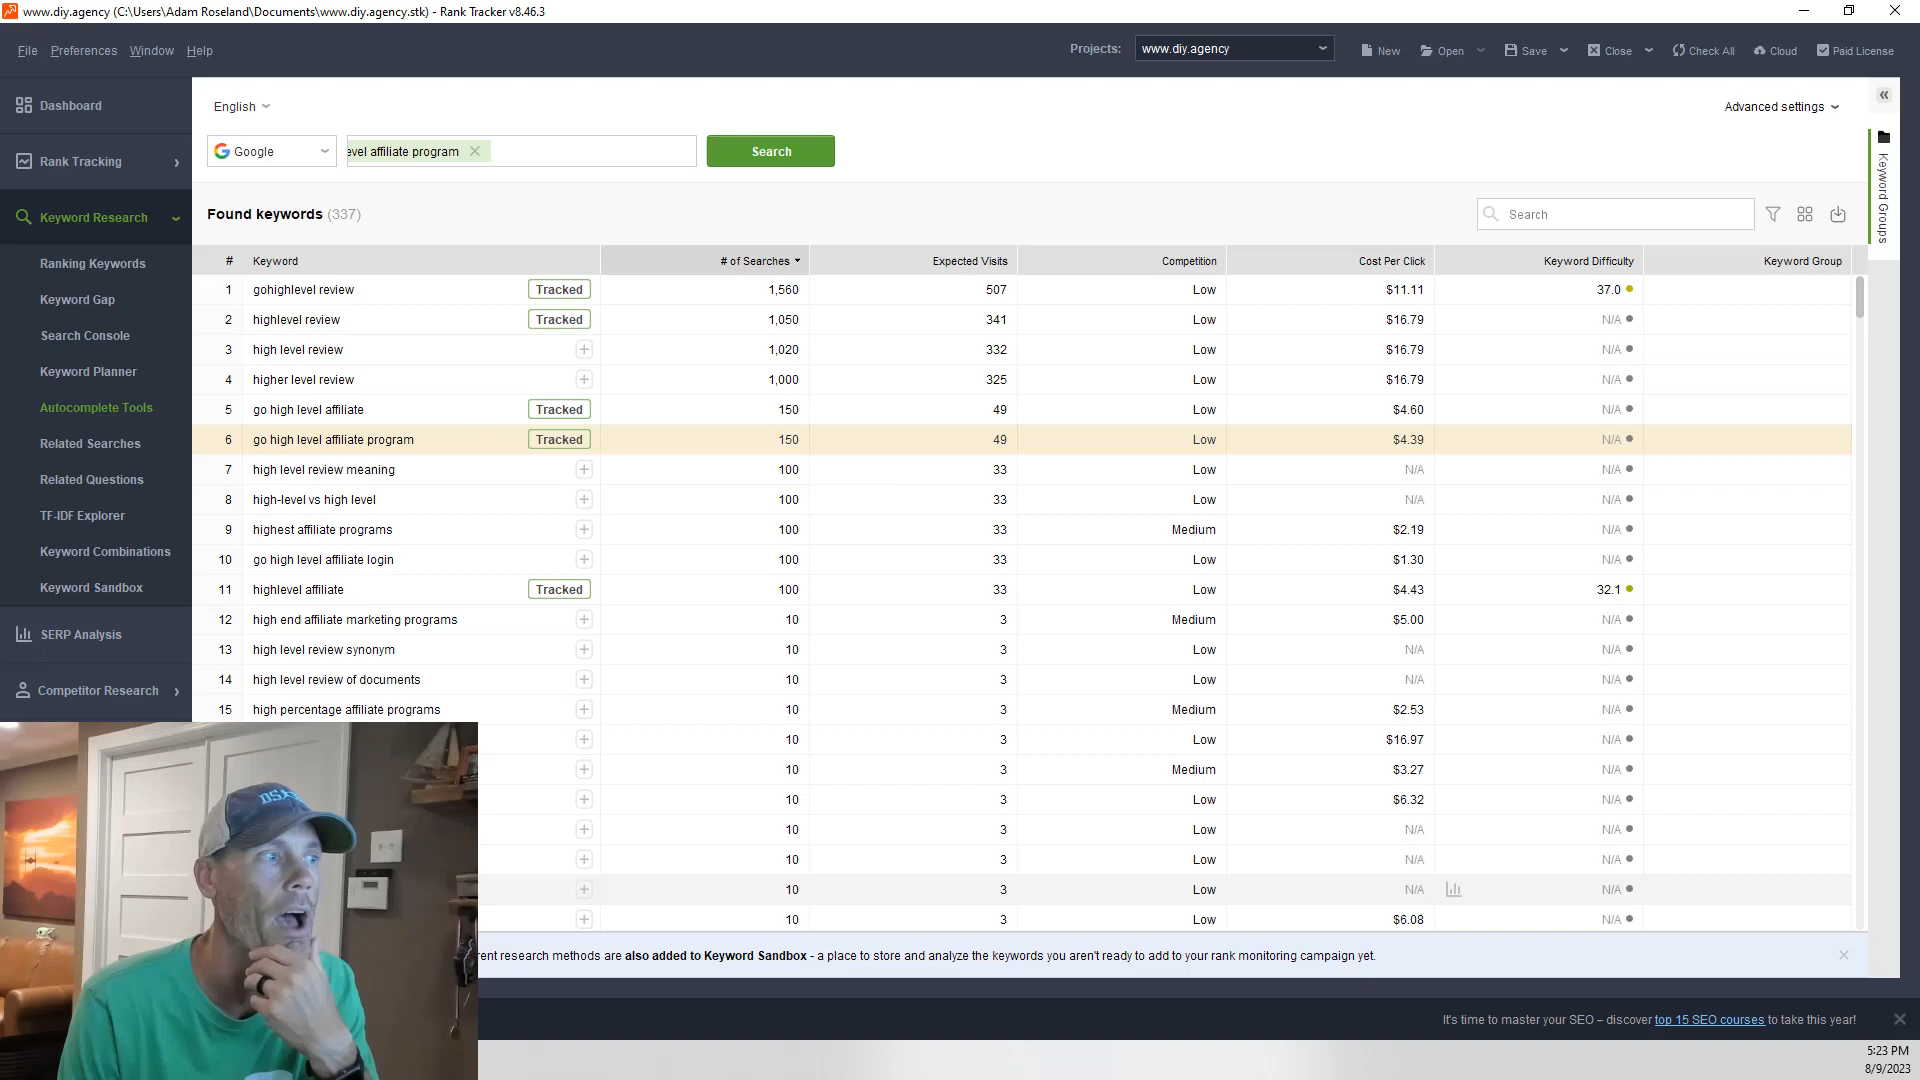 www.diy.agency (C:\Users\Adam Roseland\Documents\www.diy.agency.stk) - Rank Tracker v8.46.3
File Preferences Window Help
Projects: www.diy.agency New Open Save Close Check All Cloud Paid License
Dashboard
Rank Tracking
Keyword Research
Ranking Keywords
Keyword Gap
Search Console
Keyword Planner
Autocomplete Tools
Related Searches
Related Questions
TF-IDF Explorer
Keyword Combinations
Keyword Sandbox
SERP Analysis
Competitor Research
English
Advanced settings
Google evel affiliate program Search
Keyword Groups
Found keywords (337)
Search
# Keyword # of Searches Expected Visits Competition Cost Per Click Keyword Difficulty Keyword Group
1 gohighlevel review Tracked 1,560 507 Low $11.11 37.0
2 highlevel review Tracked 1,050 341 Low $16.79 N/A
3 high level review 1,020 332 Low $16.79 N/A
4 higher level review 1,000 325 Low $16.79 N/A
5 go high level affiliate Tracked 150 49 Low $4.60 N/A
6 go high level affiliate program Tracked 150 49 Low $4.39 N/A
7 high level review meaning 100 33 Low N/A N/A
8 high-level vs high level 100 33 Low N/A N/A
9 highest affiliate programs 100 33 Medium $2.19 N/A
10 go high level affiliate login 100 33 Low $1.30 N/A
11 highlevel affiliate Tracked 100 33 Low $4.43 32.1
12 high end affiliate marketing programs 10 3 Medium $5.00 N/A
13 high level review synonym 10 3 Low N/A N/A
14 high level review of documents 10 3 Low N/A N/A
15 high percentage affiliate programs 10 3 Medium $2.53 N/A
10 3 Low $16.97 N/A
10 3 Medium $3.27 N/A
10 3 Low $6.32 N/A
10 3 Low N/A N/A
10 3 Low N/A N/A
10 3 Low N/A N/A
10 3 Low $6.08 N/A
rent research methods are also added to Keyword Sandbox - a place to store and analyze the keywords you aren't ready to add to your rank monitoring campaign yet.
It's time to master your SEO – discover top 15 SEO courses to take this year!
5:23 PM
8/9/2023